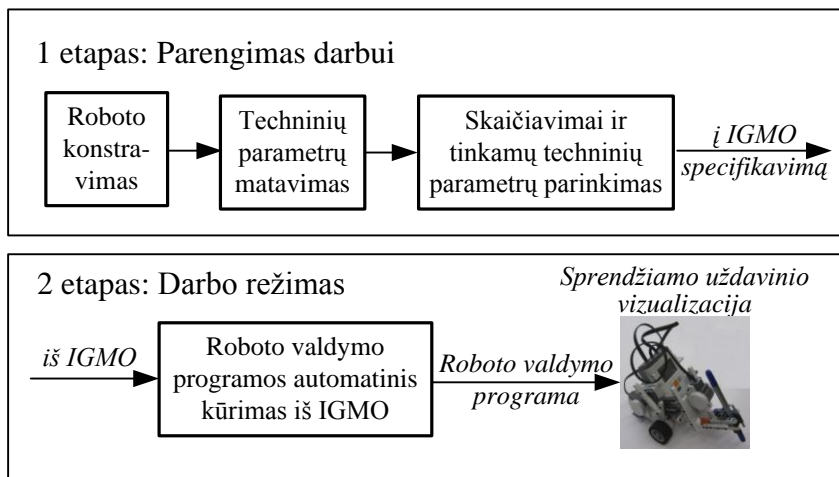 1 etapas: Parengimas darbui
Roboto
konstra-
vimas
Techninių
parametrų
matavimas
Skaičiavimai ir
tinkamų techninių
parametrų parinkimas
į IGMO
specifikavimą
2 etapas: Darbo režimas
iš IGMO
Roboto valdymo
programos automatinis
kūrimas iš IGMO
Roboto valdymo
programa
Sprendžiamo uždavinio
vizualizacija